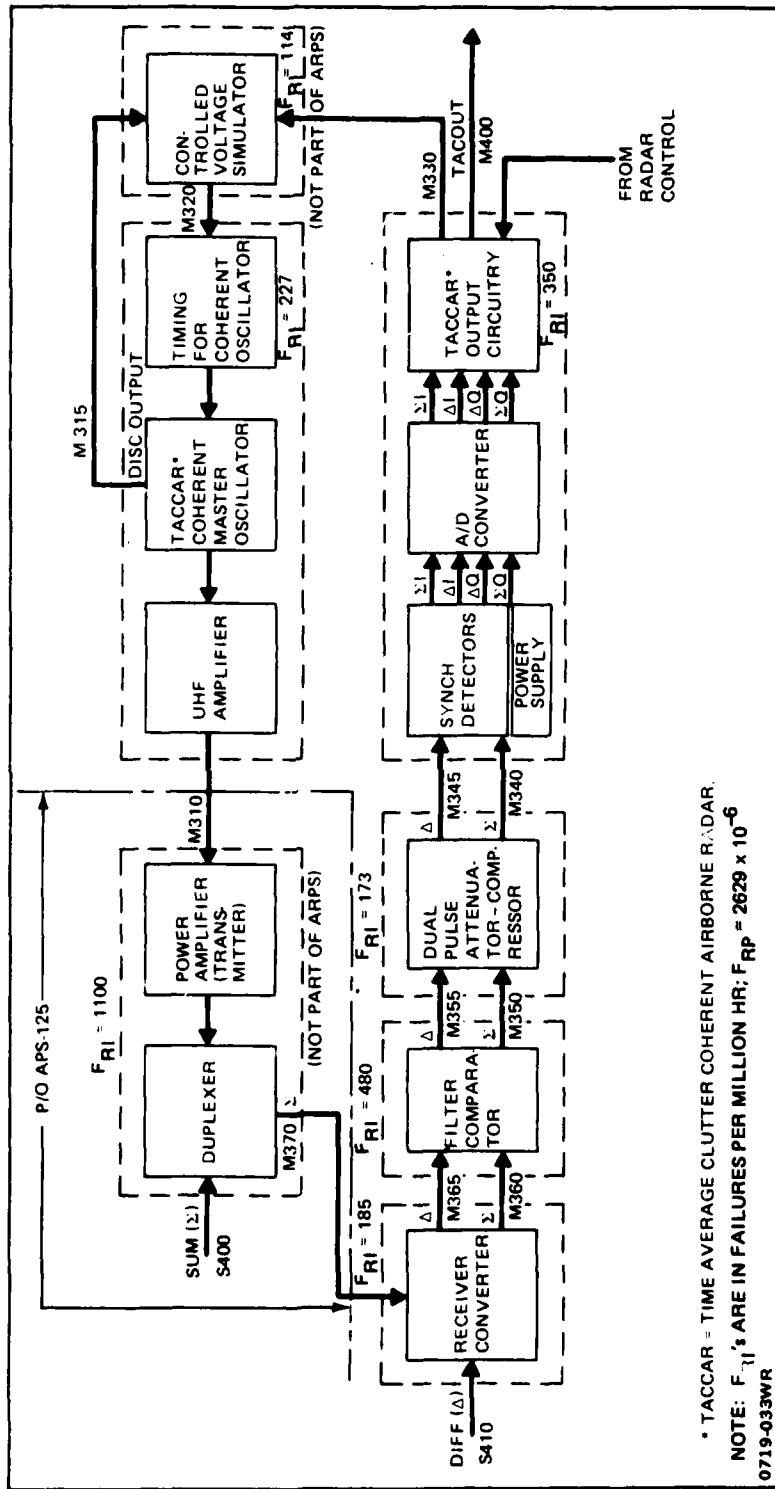 P/O APS-125
F_RI = 1100
SUM (Σ)
S400
DUPLEXER
M370 Σ
POWER
AMPLIFIER
(TRANS-
MITTER)
(NOT PART OF ARPS)
M310
UHF
AMPLIFIER
TACCAR*
COHERENT
MASTER
OSCILLATOR
DISC OUTPUT
M 315
TIMING
FOR
COHERENT
OSCILLATOR
F_RI = 227
M320
CON-
TROLLED
VOLTAGE
SIMULATOR
F_RI = 114
(NOT PART OF ARPS)
DIFF (Δ)
S410
F_RI = 185
RECEIVER
CONVERTER
Δ
M365
Σ
M360
F_RI = 480
FILTER
COMPARA-
TOR
Δ
M355
Σ
M350
F_RI = 173
DUAL
PULSE
ATTENUA-
TOR-COMP
RESSOR
Δ
M345
Σ
M340
SYNCH
DETECTORS
POWER
SUPPLY
ΣI
ΔI
ΔQ
ΣQ
A/D
CONVERTER
ΣI
ΔI
ΔQ
ΣQ
TACCAR*
OUTPUT
CIRCUITRY
F_RI = 350
M330
TACOUT
M400
FROM
RADAR
CONTROL
* TACCAR = TIME AVERAGE CLUTTER COHERENT AIRBORNE RADAR.
NOTE: F_RI's ARE IN FAILURES PER MILLION HR; F_RP = 2629 x 10⁻⁶
0719-033WR